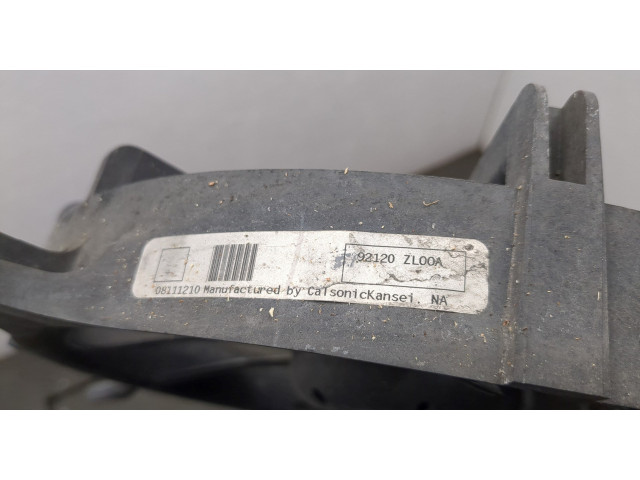 92120 ZL00A
08111210 Manufactured by CalsonicKansei. NA